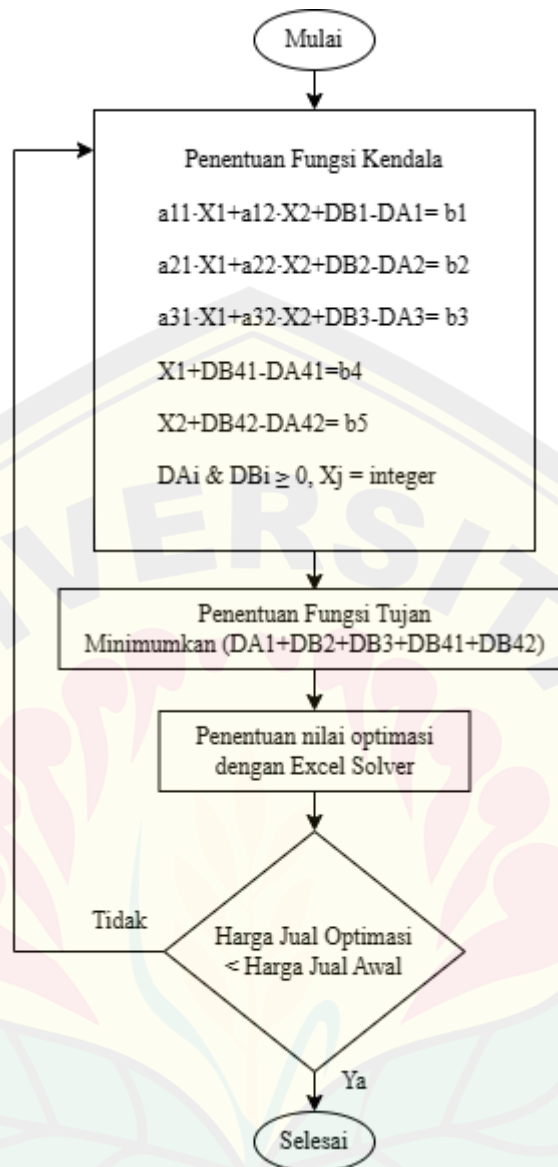 Mulai
Penentuan Fungsi Kendala
a11·X1+a12·X2+DB1-DA1= b1
a21·X1+a22·X2+DB2-DA2= b2
a31·X1+a32·X2+DB3-DA3= b3
X1+DB41-DA41=b4
X2+DB42-DA42= b5
DAi & DBi ≥ 0, Xj = integer
Penentuan Fungsi Tujan
Minimumkan (DA1+DB2+DB3+DB41+DB42)
Penentuan nilai optimasi
dengan Excel Solver
Tidak
Harga Jual Optimasi
< Harga Jual Awal
Ya
Selesai